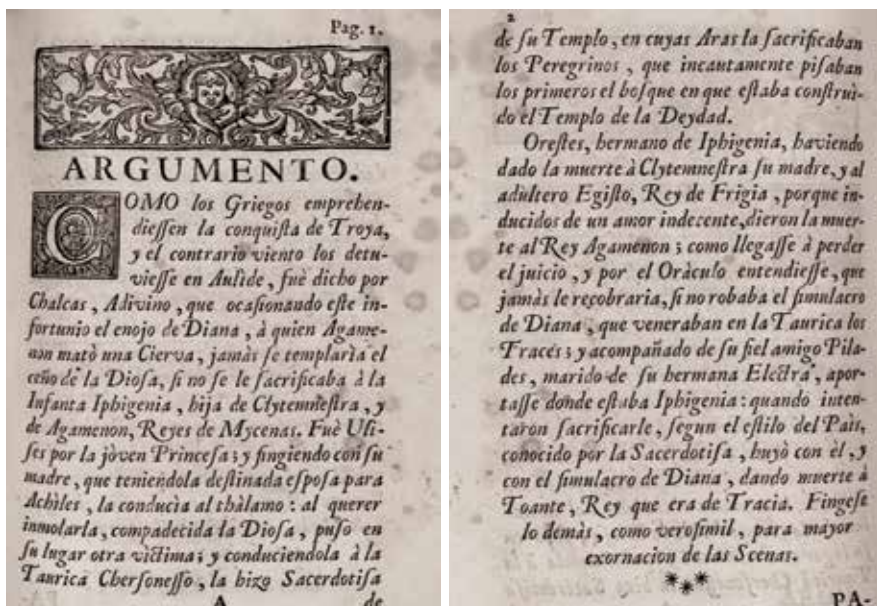 Pag. 1.
ARGUMENTO.
COMO los Griegos emprehen-
dieſſen la conquiſta de Troya,
y el contrario viento los detu-
vieſſe en Aulide, fuè dicho por
Chalcas, Adivino, que ocaſionando eſte in-
fortunio el enojo de Diana, à quien Agame-
non matò una Cierva, jamàs ſe templarìa el
ceño de la Dioſa, ſi no ſe le ſacrificaba à la
Infanta Iphigenia, hija de Clytemneſtra, y
de Agamenon, Reyes de Mycenas. Fuè Uli-
ſes por la jòven Princeſa; y fingiendo con ſu
madre, que teniendola deſtinada eſpoſa para
Achiles, la conducìa al thàlamo: al querer
inmolarla, compadecida la Dioſa, puſo en
ſu lugar otra vìctima; y conduciendola à la
Taurica Cherſoneſſo, la hizo Sacerdotiſa
A de
2
de ſu Templo, en cuyas Aras la ſacrificaban
los Peregrinos, que incautamente piſaban
los primeros el boſque en que eſtaba conſtrui-
do el Templo de la Deydad.
Oreſtes, hermano de Iphigenia, haviendo
dado la muerte à Clytemneſtra ſu madre, y al
adultero Egiſto, Rey de Frigia, porque in-
ducidos de un amor indecente, dieron la muer-
te al Rey Agamenon; como llegaſſe à perder
el juicio, y por el Oràculo entendieſſe, que
jamàs le recobraria, ſi no robaba el ſimulacro
de Diana, que veneraban en la Taurica los
Traces; y acompañado de ſu fiel amigo Pila-
des, marido de ſu hermana Electra, apor-
taſſe donde eſtaba Iphigenia: quando inten-
taron ſacrificarle, ſegun el eſtilo del Paìs,
conocido por la Sacerdotiſa, huyò con èl, y
con el ſimulacro de Diana, dando muerte à
Toante, Rey que era de Tracia. Fingeſe
lo demàs, como veroſimil, para mayor
exornacion de las Scenas.
PA-